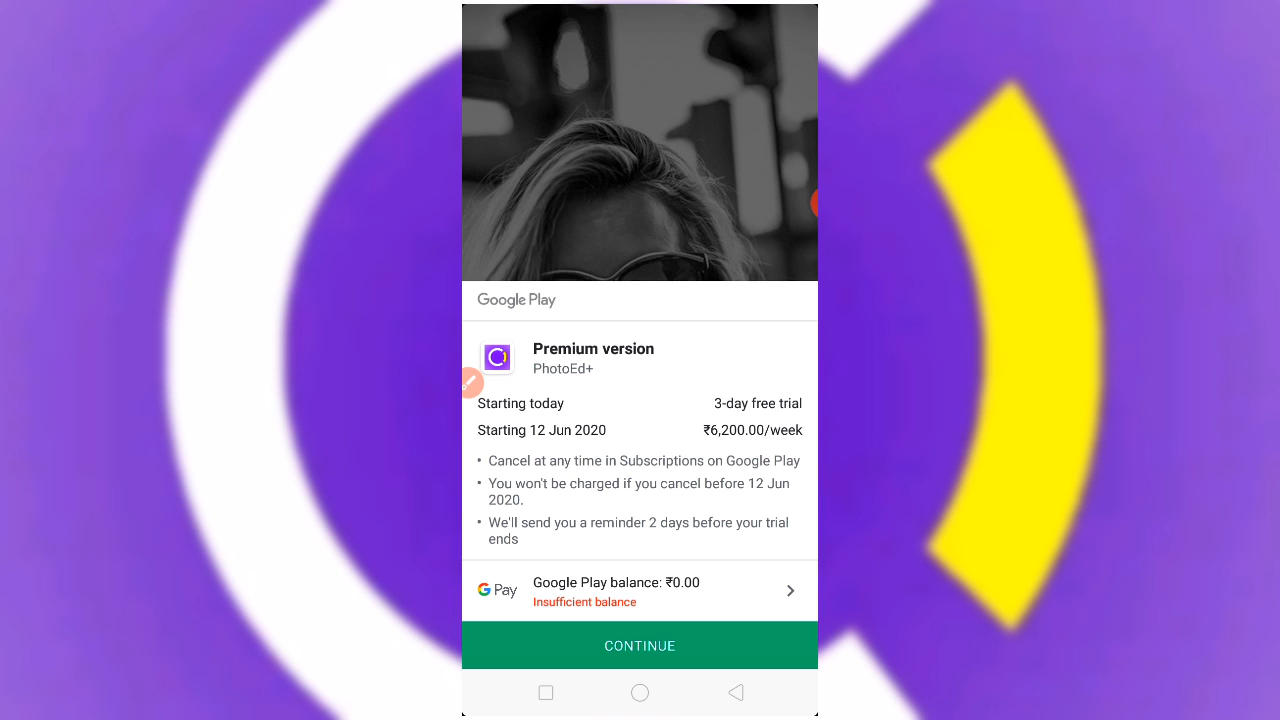 Google Play
Premium version
PhotoEd+
Starting today 3-day free trial
Starting 12 Jun 2020 ₹6,200.00/week
• Cancel at any time in Subscriptions on Google Play
• You won't be charged if you cancel before 12 Jun
2020.
• We'll send you a reminder 2 days before your trial
ends
G Pay Google Play balance: ₹0.00
Insufficient balance
CONTINUE